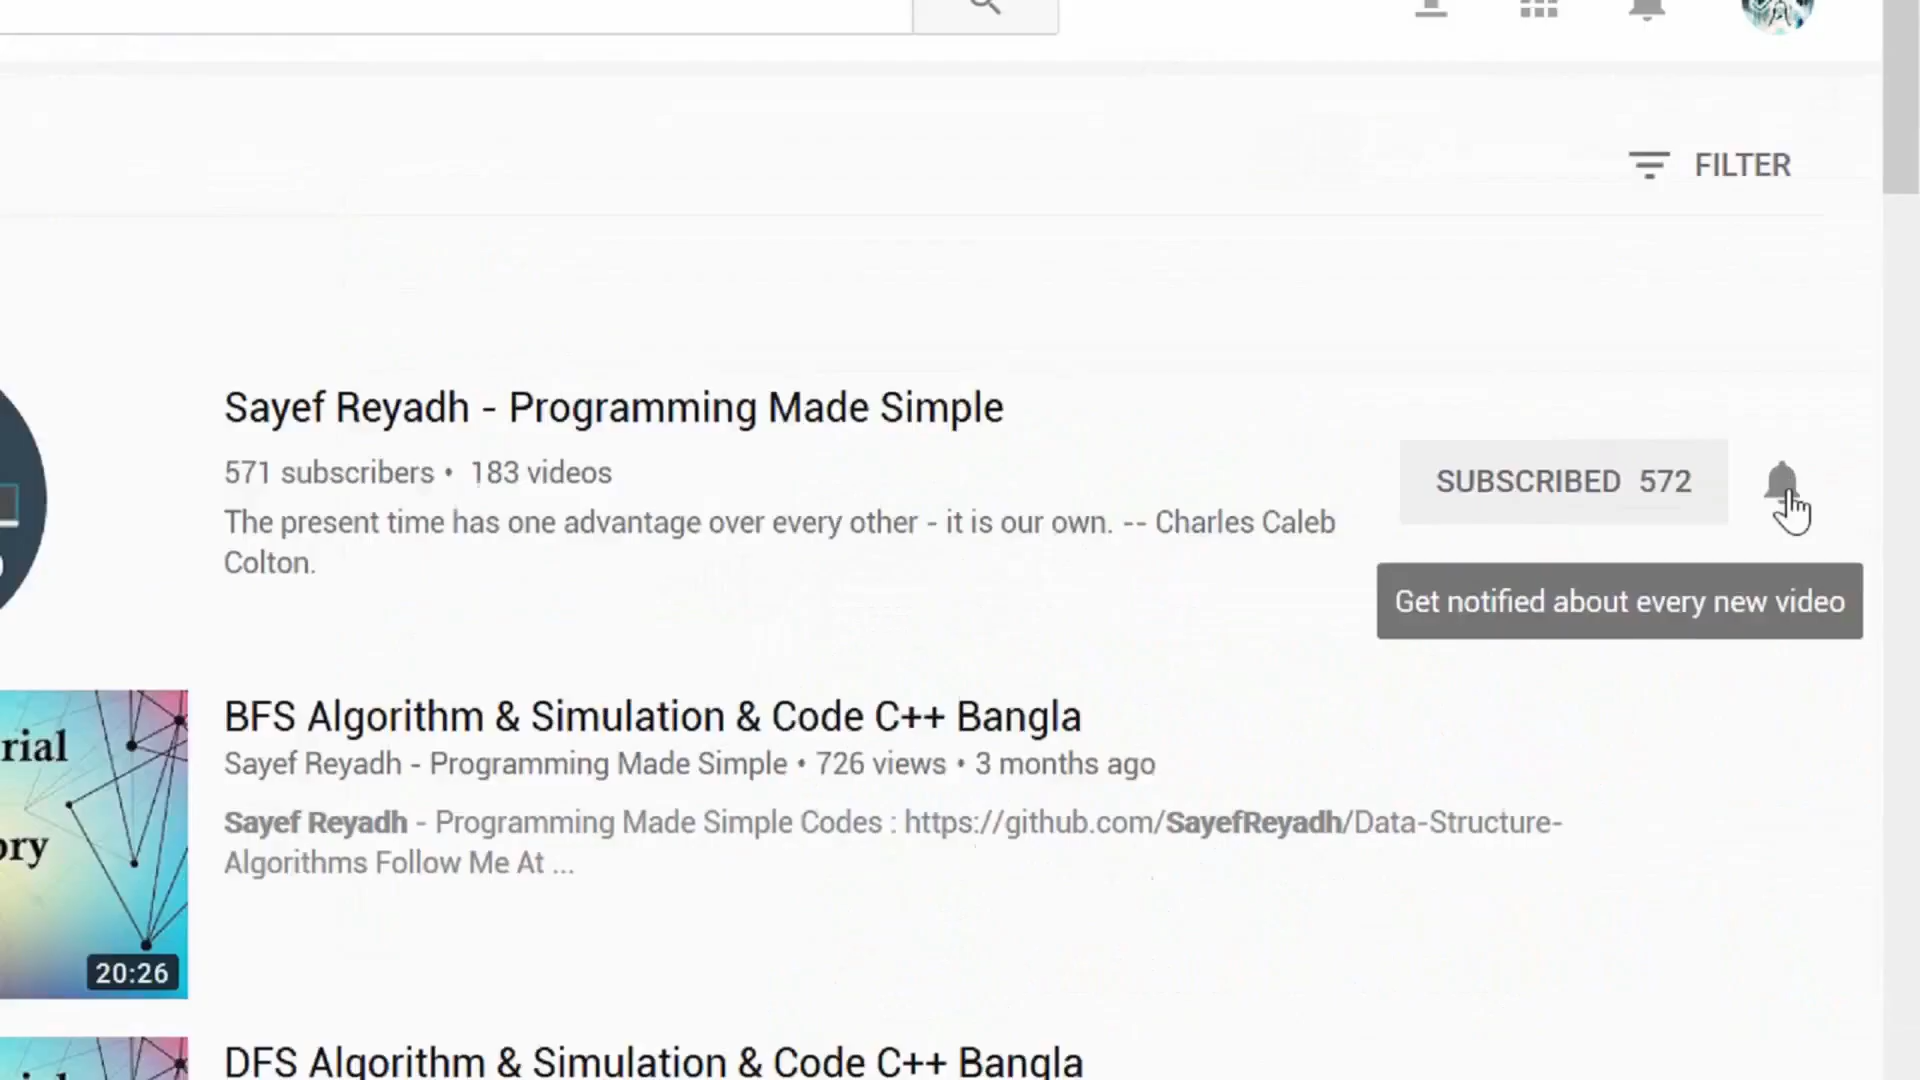 FILTER
Sayef Reyadh - Programming Made Simple
571 subscribers • 183 videos
SUBSCRIBED 572
The present time has one advantage over every other - it is our own. -- Charles Caleb
Colton.
Get notified about every new video
BFS Algorithm & Simulation & Code C++ Bangla
Sayef Reyadh - Programming Made Simple • 726 views • 3 months ago
Sayef Reyadh - Programming Made Simple Codes : https://github.com/SayefReyadh/Data-Structure-
Algorithms Follow Me At ...
rial
ory
20:26
DFS Algorithm & Simulation & Code C++ Bangla